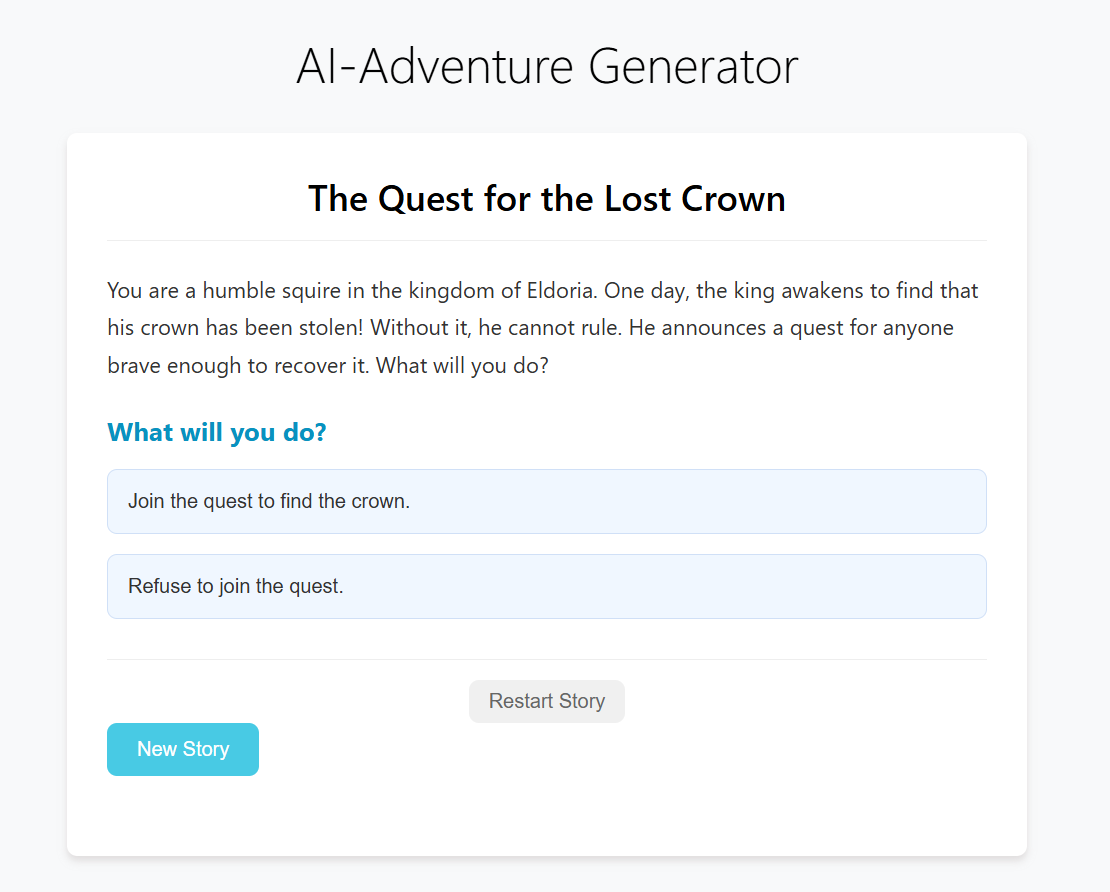 AI-Adventure Generator
The Quest for the Lost Crown
You are a humble squire in the kingdom of Eldoria. One day, the king awakens to find that
his crown has been stolen! Without it, he cannot rule. He announces a quest for anyone
brave enough to recover it. What will you do?
What will you do?
Join the quest to find the crown.
Refuse to join the quest.
Restart Story
New Story